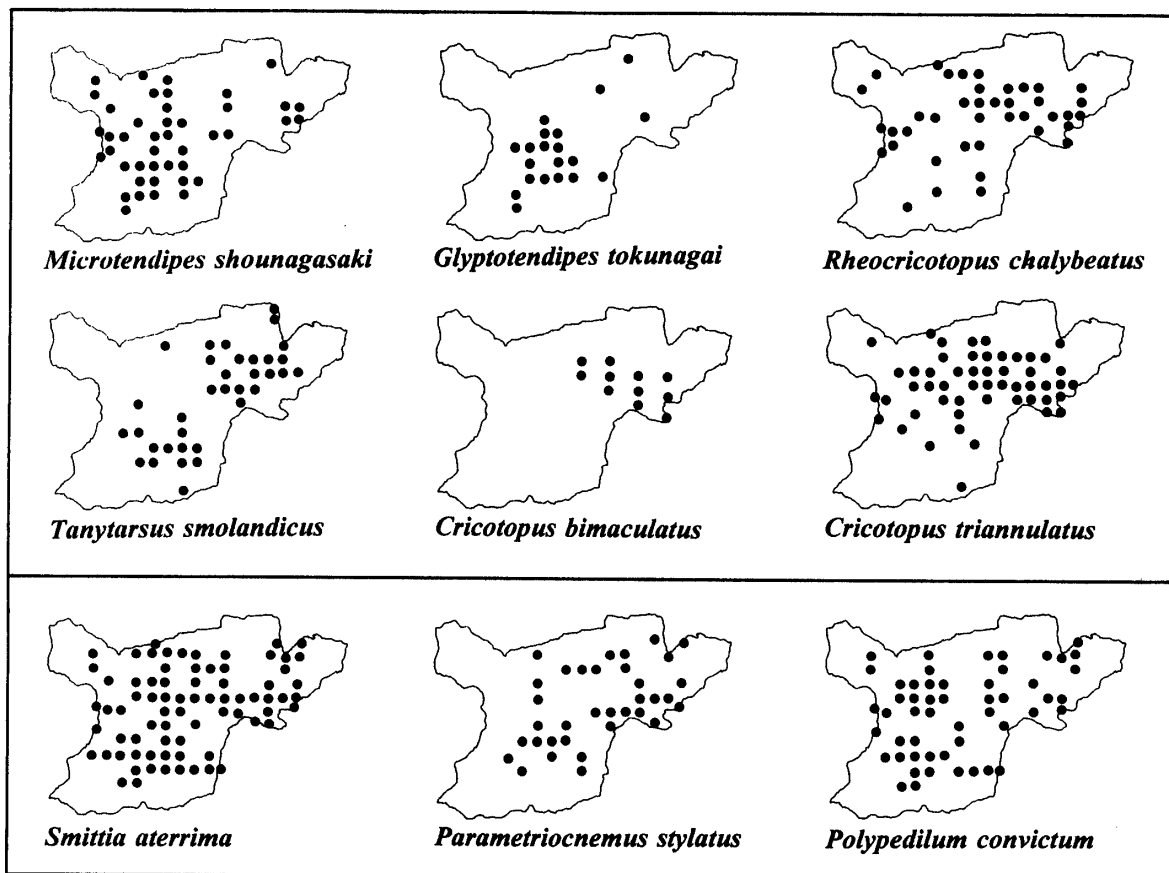 Microtendipes shounagasaki
Glyptotendipes tokunagai
Rheocricotopus chalybeatus
Tanytarsus smolandicus
Cricotopus bimaculatus
Cricotopus triannulatus
Smittia aterrima
Parametriocnemus stylatus
Polypedilum convictum